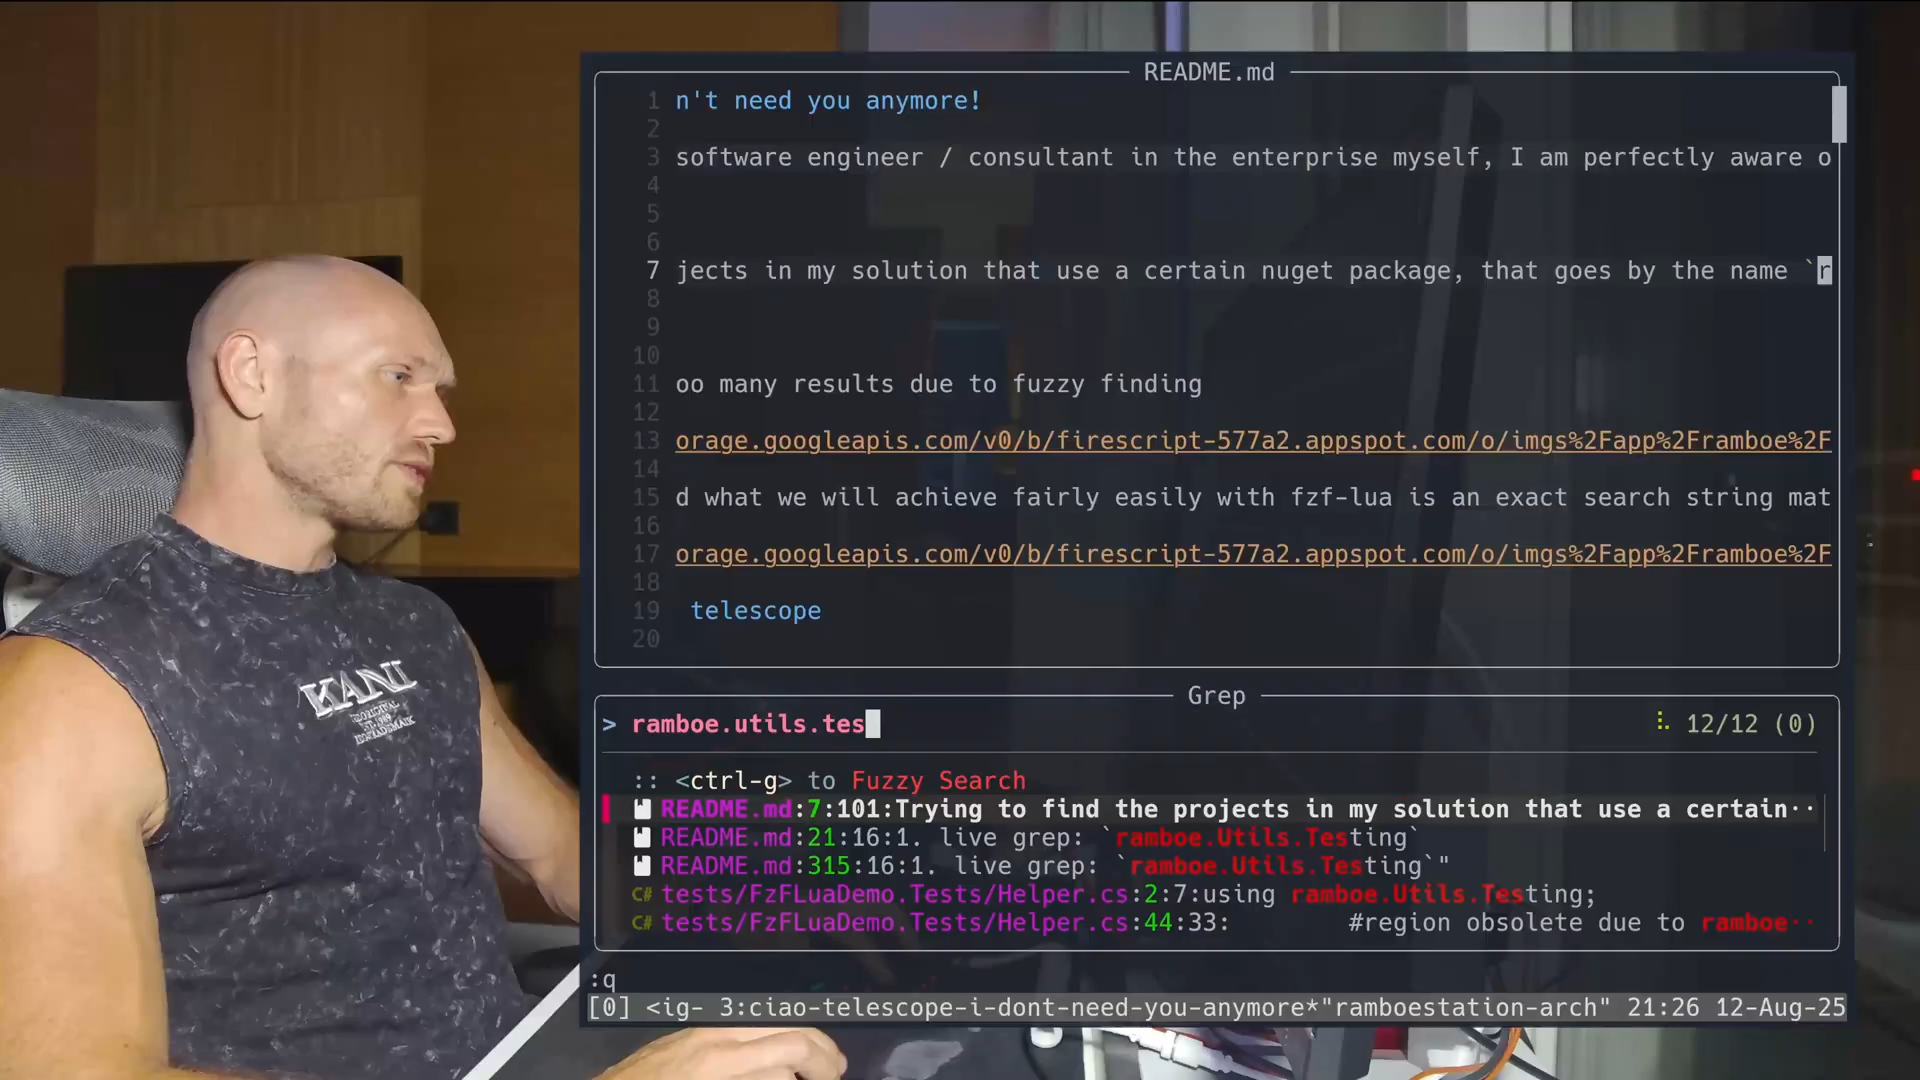 README.md
1 n't need you anymore!
2
3 software engineer / consultant in the enterprise myself, I am perfectly aware o
4
5
6
7 jects in my solution that use a certain nuget package, that goes by the name `r
8
9
10
11 oo many results due to fuzzy finding
12
13 orage.googleapis.com/v0/b/firescript-577a2.appspot.com/o/imgs%2Fapp%2Framboe%2F
14
15 d what we will achieve fairly easily with fzf-lua is an exact search string mat
16
17 orage.googleapis.com/v0/b/firescript-577a2.appspot.com/o/imgs%2Fapp%2Framboe%2F
18
19 telescope
20
Grep
> ramboe.utils.tes 12/12 (0)
:: <ctrl-g> to Fuzzy Search
README.md:7:101:Trying to find the projects in my solution that use a certain··
README.md:21:16:1. live grep: `ramboe.Utils.Testing`
README.md:315:16:1. live grep: `ramboe.Utils.Testing`"
C# tests/FzFLuaDemo.Tests/Helper.cs:2:7:using ramboe.Utils.Testing;
C# tests/FzFLuaDemo.Tests/Helper.cs:44:33: #region obsolete due to ramboe··
:q
[0] <ig- 3:ciao-telescope-i-dont-need-you-anymore*"ramboestation-arch" 21:26 12-Aug-25
KANI